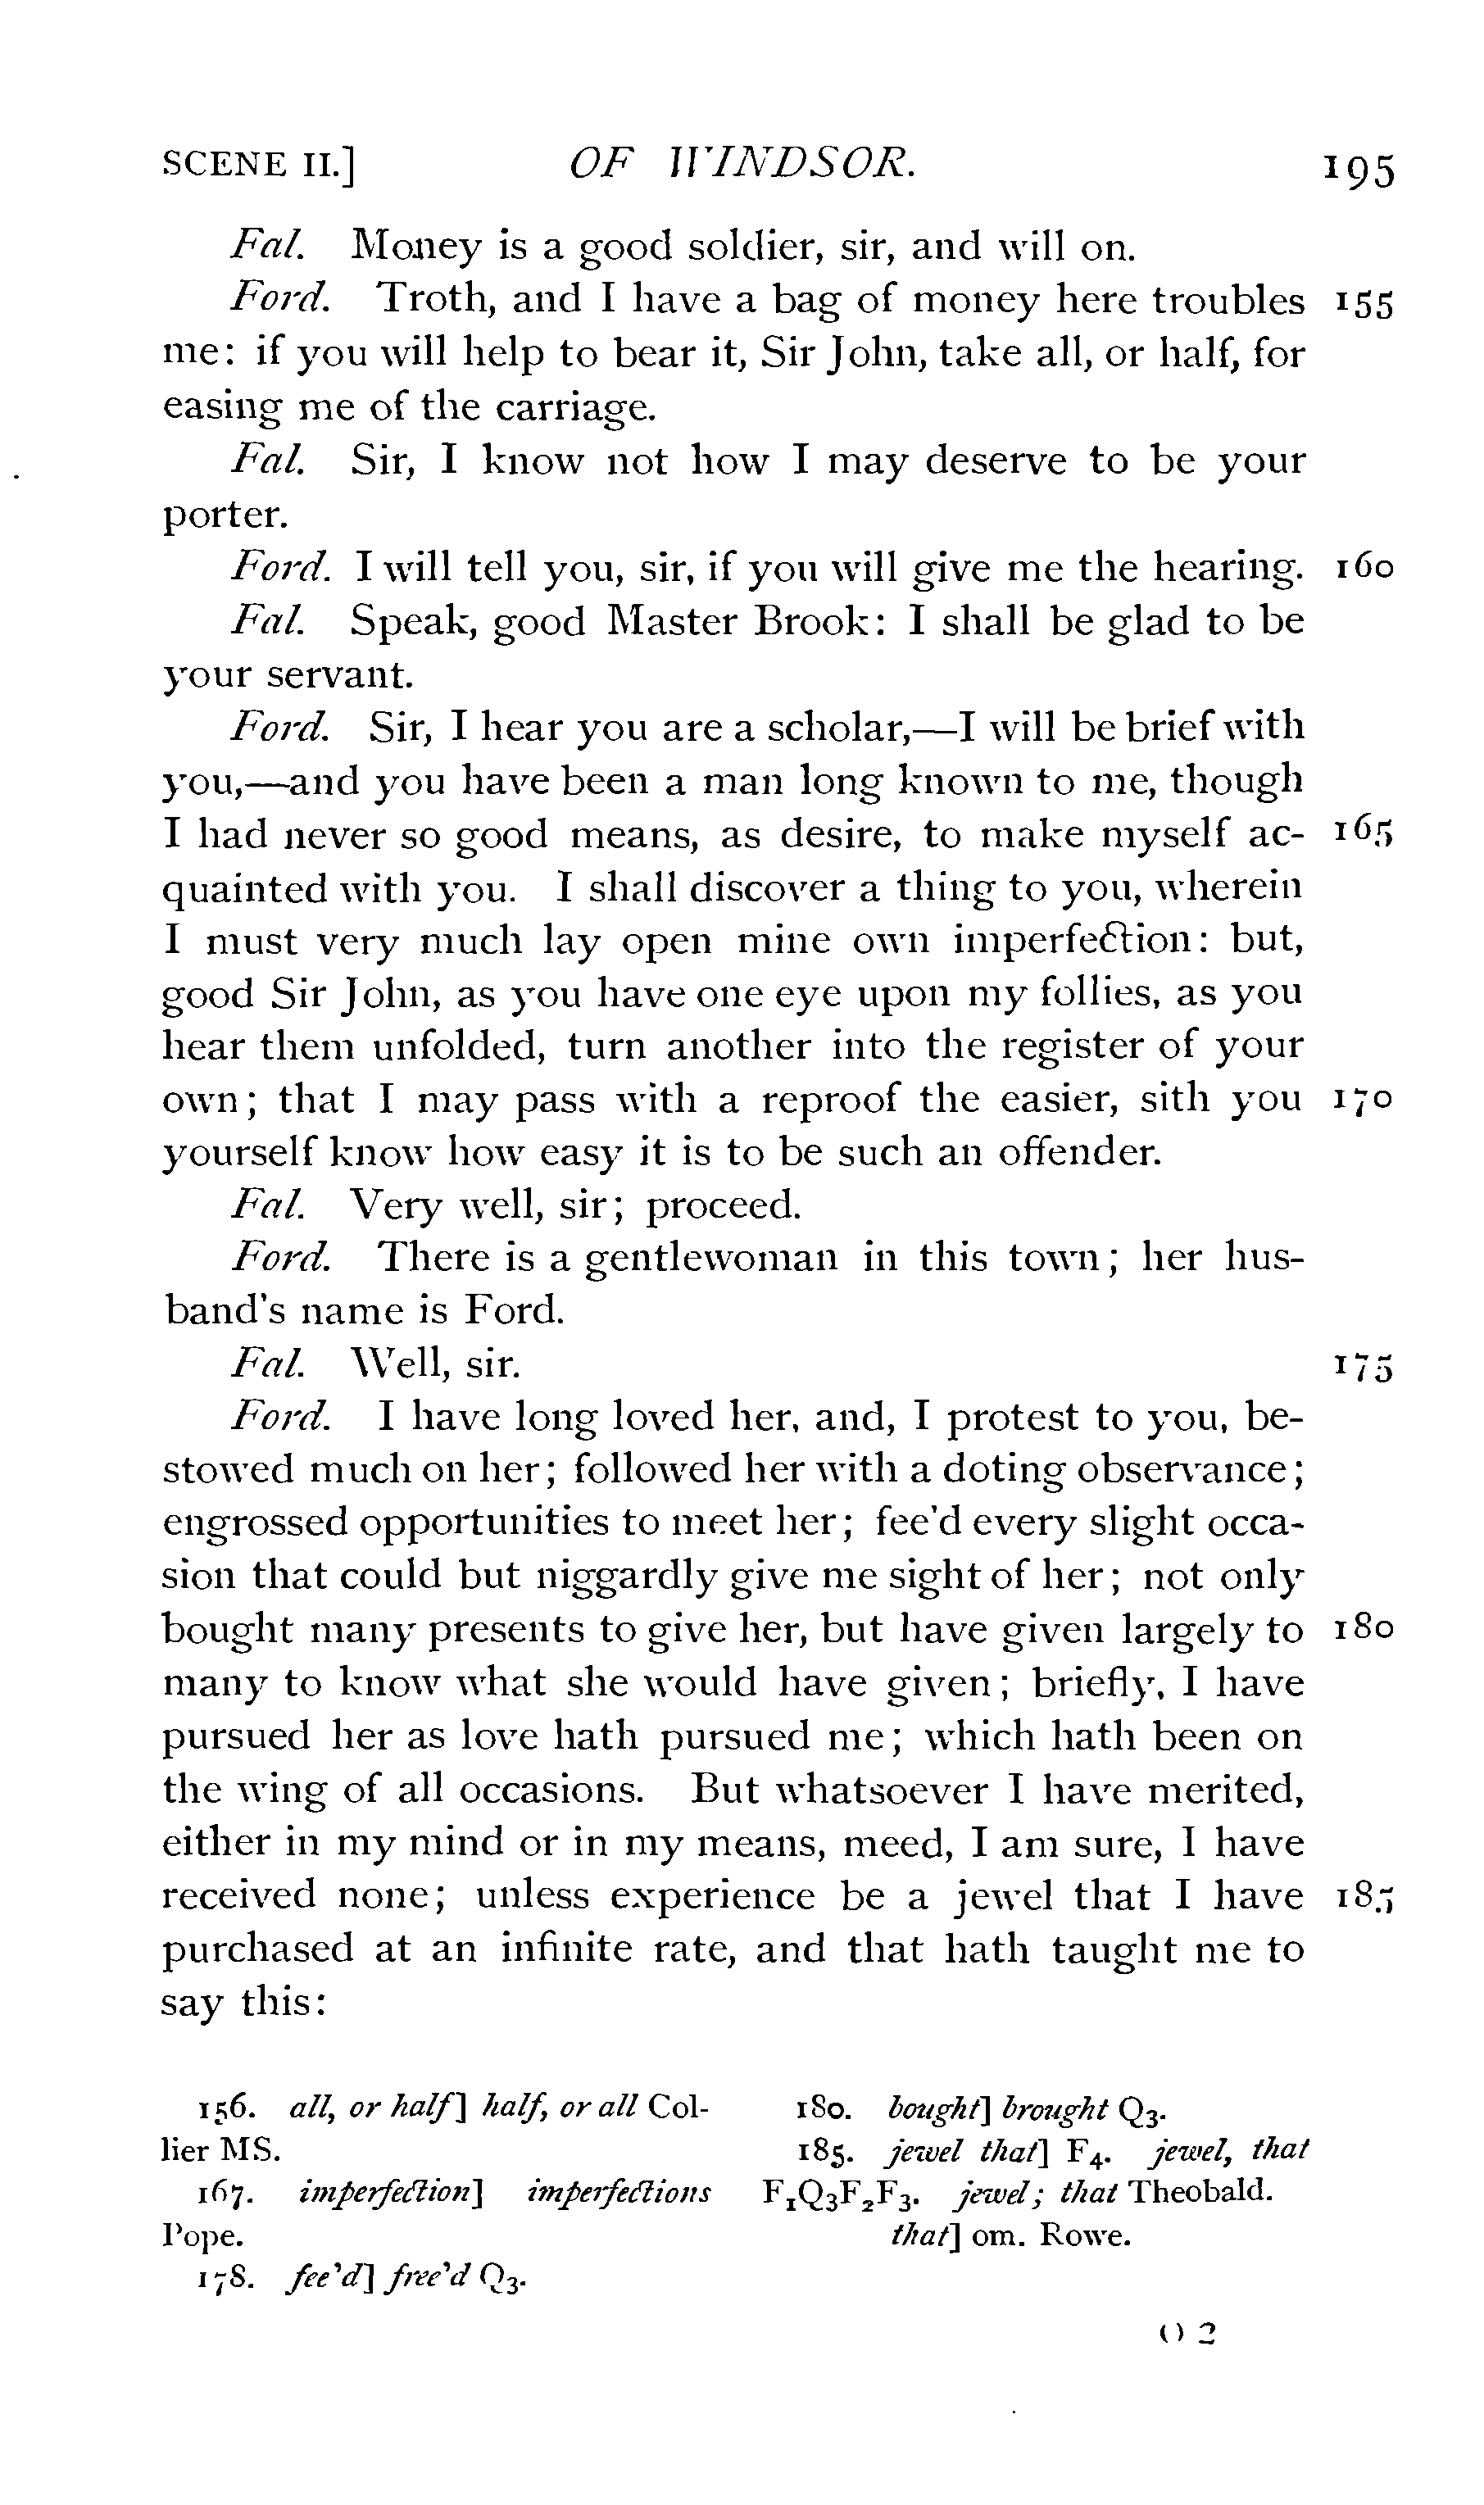 SCENE II.] OF WINDSOR. 195
Fal. Money is a good soldier, sir, and will on.
Ford. Troth, and I have a bag of money here troubles 155
me: if you will help to bear it, Sir John, take all, or half, for
easing me of the carriage.
Fal. Sir, I know not how I may deserve to be your
porter.
Ford. I will tell you, sir, if you will give me the hearing. 160
Fal. Speak, good Master Brook: I shall be glad to be
your servant.
Ford. Sir, I hear you are a scholar,—I will be brief with
you,—and you have been a man long known to me, though
I had never so good means, as desire, to make myself ac- 165
quainted with you. I shall discover a thing to you, wherein
I must very much lay open mine own imperfection: but,
good Sir John, as you have one eye upon my follies, as you
hear them unfolded, turn another into the register of your
own; that I may pass with a reproof the easier, sith you 170
yourself know how easy it is to be such an offender.
Fal. Very well, sir; proceed.
Ford. There is a gentlewoman in this town; her hus-
band's name is Ford.
Fal. Well, sir. 175
Ford. I have long loved her, and, I protest to you, be-
stowed much on her; followed her with a doting observance;
engrossed opportunities to meet her; fee'd every slight occa-
sion that could but niggardly give me sight of her; not only
bought many presents to give her, but have given largely to 180
many to know what she would have given; briefly, I have
pursued her as love hath pursued me; which hath been on
the wing of all occasions. But whatsoever I have merited,
either in my mind or in my means, meed, I am sure, I have
received none; unless experience be a jewel that I have 185
purchased at an infinite rate, and that hath taught me to
say this:
156. all, or half] half, or all Col-
lier MS.
167. imperfection] imperfections
Pope.
178. fee'd] free'd Q3.
180. bought] brought Q3.
185. jewel that] F4. jewel, that
F1Q3F2F3. jewel; that Theobald.
that] om. Rowe.
O 2